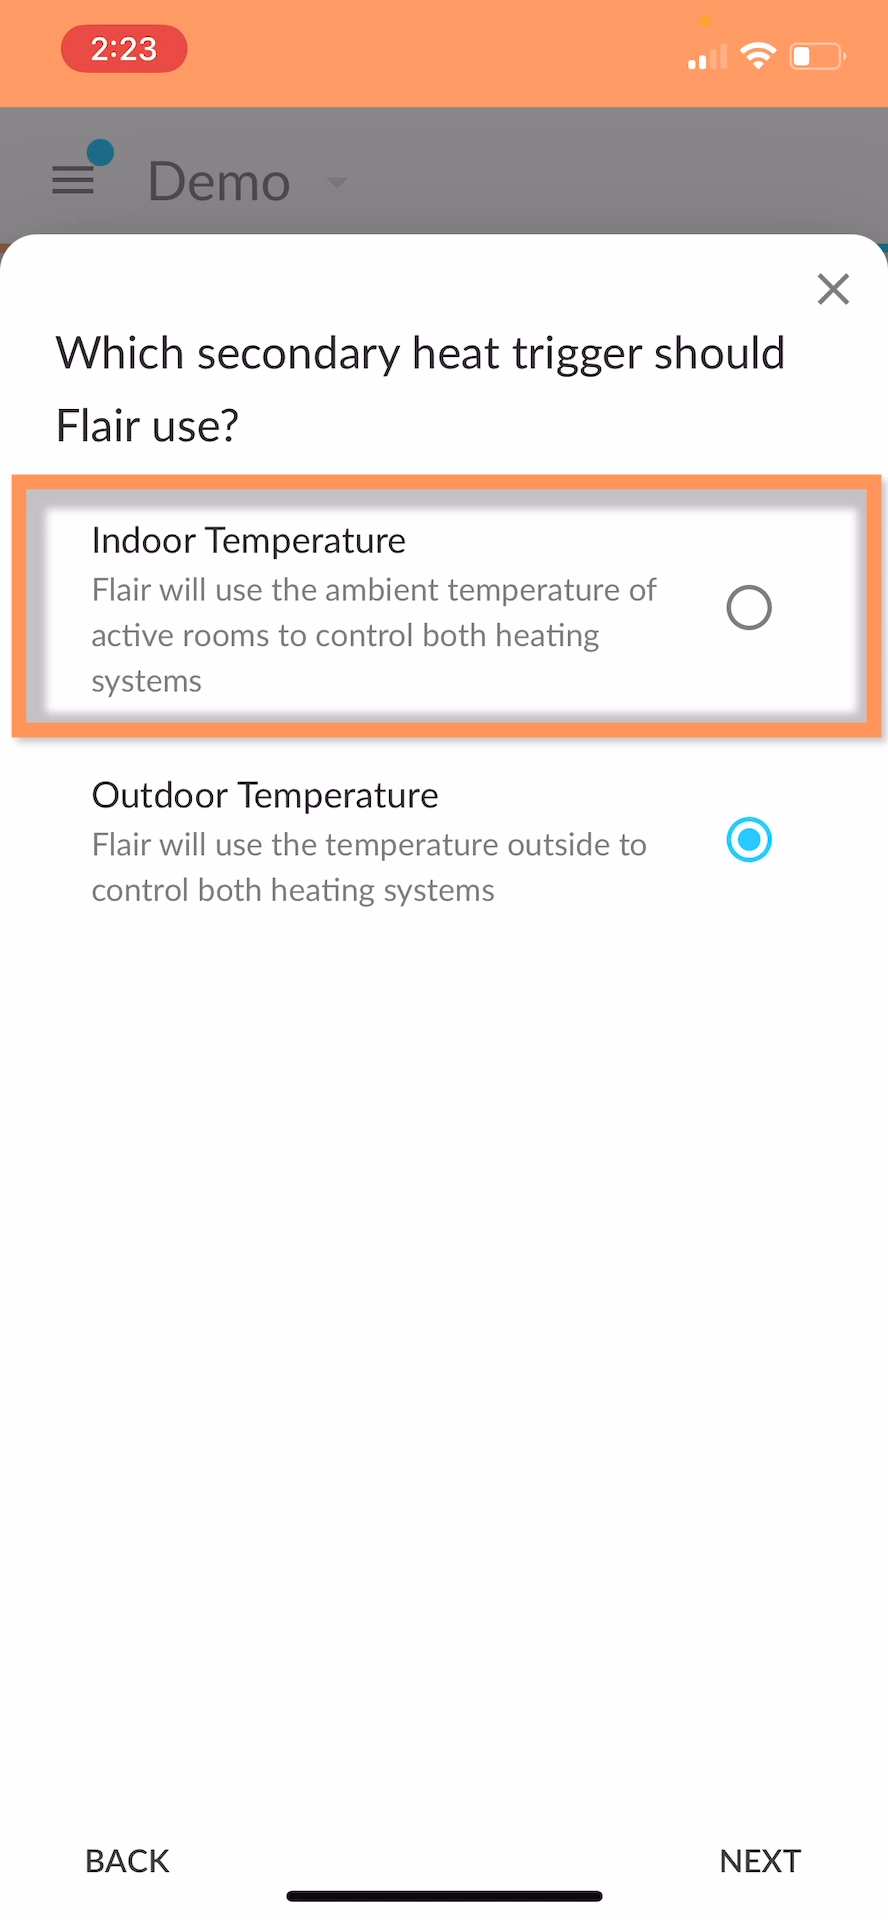 2:23
Demo
Which secondary heat trigger should
Flair use?
Indoor Temperature
Flair will use the ambient temperature of
active rooms to control both heating
systems
Outdoor Temperature
Flair will use the temperature outside to
control both heating systems
BACK
NEXT